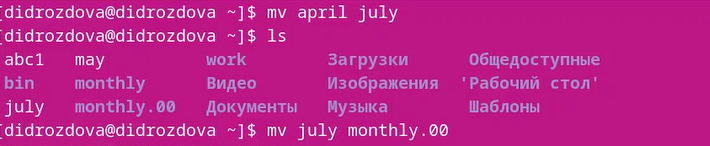 [didrozdova@didrozdova ~]$ mv april july
[didrozdova@didrozdova ~]$ ls
abc1 may work Загрузки Общедоступные
bin monthly Видео Изображения 'Рабочий стол'
july monthly.00 Документы Музыка Шаблоны
[didrozdova@didrozdova ~]$ mv july monthly.00